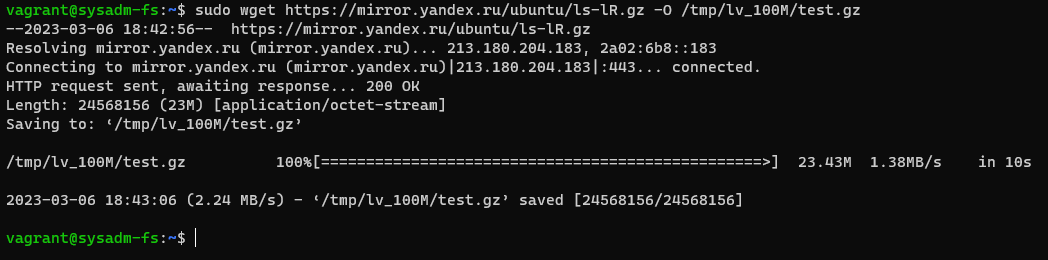 vagrant@sysadm-fs:~$ sudo wget https://mirror.yandex.ru/ubuntu/ls-lR.gz -O /tmp/lv_100M/test.gz
--2023-03-06 18:42:56--  https://mirror.yandex.ru/ubuntu/ls-lR.gz
Resolving mirror.yandex.ru (mirror.yandex.ru)... 213.180.204.183, 2a02:6b8::183
Connecting to mirror.yandex.ru (mirror.yandex.ru)|213.180.204.183|:443... connected.
HTTP request sent, awaiting response... 200 OK
Length: 24568156 (23M) [application/octet-stream]
Saving to: ‘/tmp/lv_100M/test.gz’
/tmp/lv_100M/test.gz          100%[=================================================>]  23.43M  1.38MB/s    in 10s
2023-03-06 18:43:06 (2.24 MB/s) - ‘/tmp/lv_100M/test.gz’ saved [24568156/24568156]
vagrant@sysadm-fs:~$